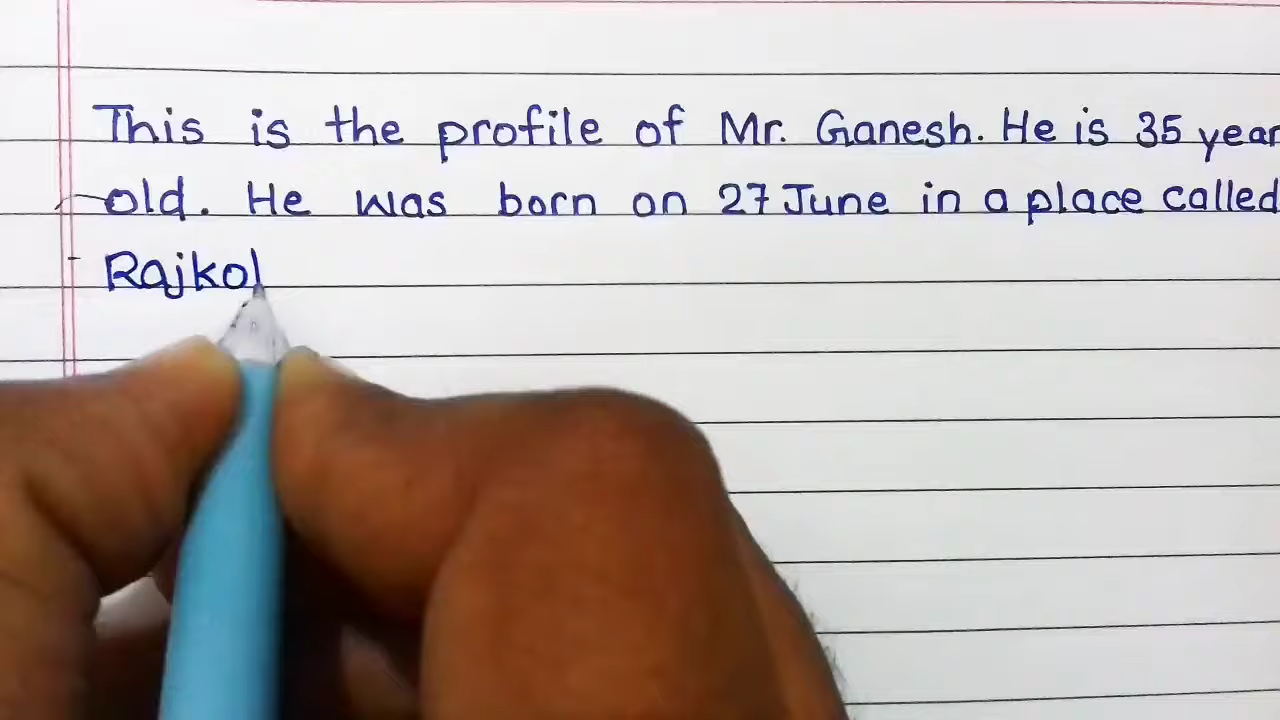 This is the profile of Mr. Ganesh. He is 35 year
old. He was born on 27 June in a place called
Rajkol